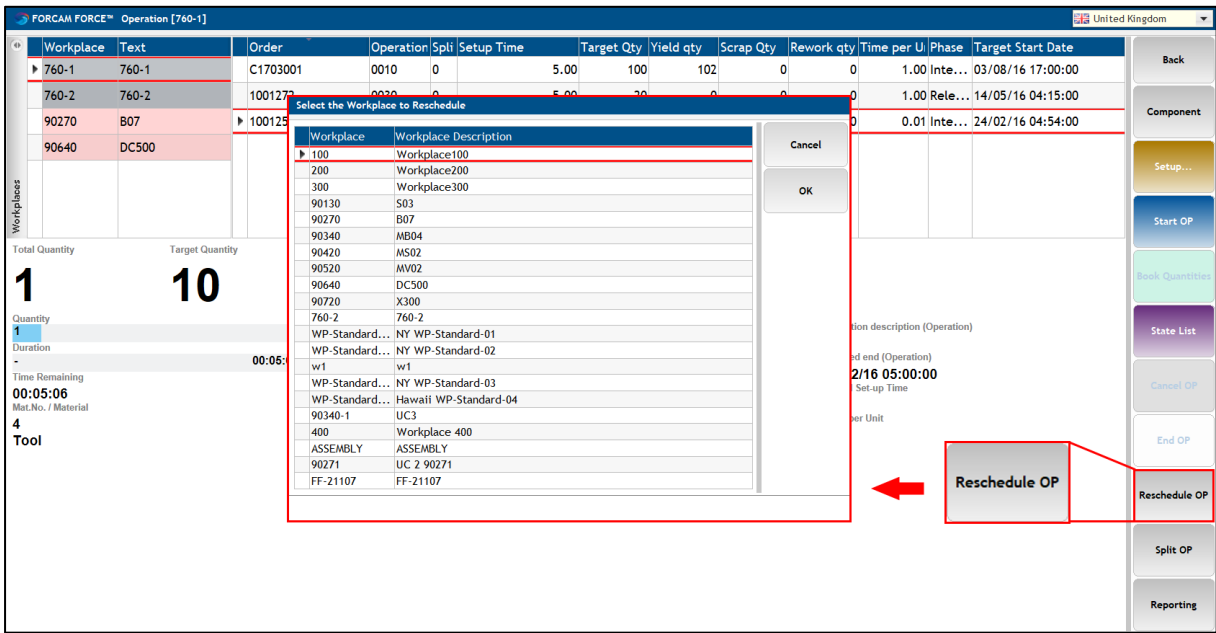 FORCAM FORCE™ Operation [760-1] United Kingdom
Workplace Text Order Operation Spli Setup Time Target Qty Yield qty Scrap Qty Rework qty Time per U Phase Target Start Date
760-1 760-1 C1703001 0010 0 5.00 100 102 0 0 1.00 Inte... 03/08/16 17:00:00
760-2 760-2 1.00 Rele... 14/05/16 04:15:00
90270 B07 100125 0.01 Inte... 24/02/16 04:54:00
90640 DC500
Workplaces
Select the Workplace to Reschedule
Workplace Workplace Description
100 Workplace100
200 Workplace200
300 Workplace300
90130 S03
90270 B07
90340 MB04
90420 MS02
90520 MV02
90640 DC500
90720 X300
760-2 760-2
WP-Standard... NY WP-Standard-01
WP-Standard... NY WP-Standard-02
w1 w1
WP-Standard... NY WP-Standard-03
WP-Standard... Hawaii WP-Standard-04
90340-1 UC3
400 Workplace 400
ASSEMBLY ASSEMBLY
90271 UC 2 90271
FF-21107 FF-21107
Cancel
OK
Total Quantity Target Quantity
1 10
Quantity
1
Duration
- 00:05:
Time Remaining
00:05:06
Mat.No. / Material
4
Tool
tion description (Operation)
ed end (Operation)
2/16 05:00:00
Set-up Time
per Unit
Reschedule OP
Back
Component
Setup...
Start OP
Book Quantities
State List
Cancel OP
End OP
Reschedule OP
Split OP
Reporting